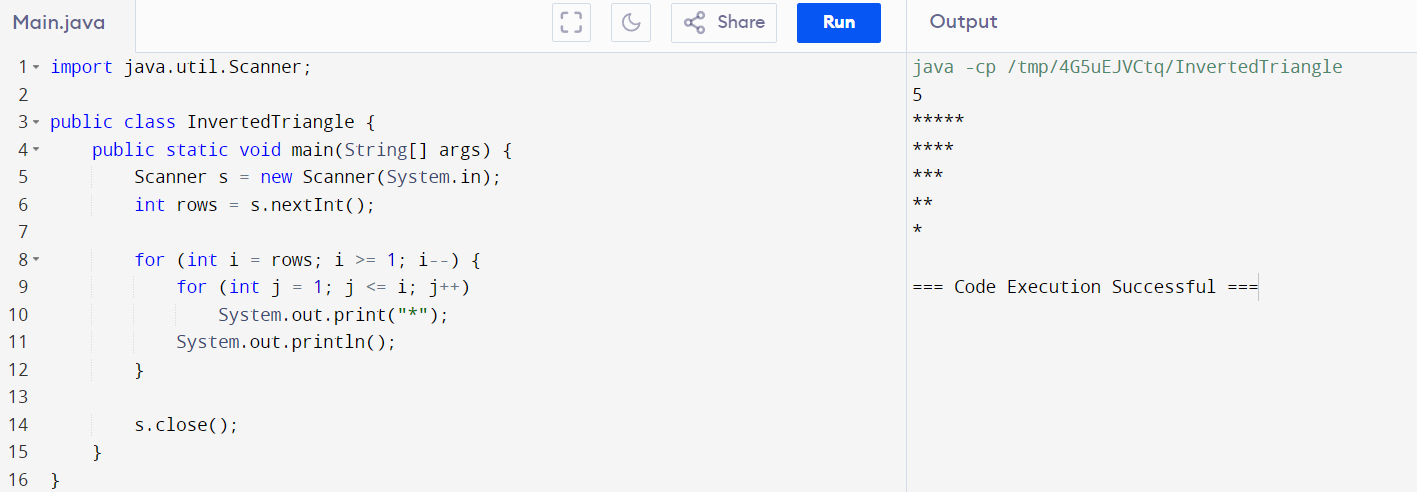 Main.java
Share
Run
Output
1 import java.util.Scanner;
2
3 public class InvertedTriangle {
4     public static void main(String[] args) {
5         Scanner s = new Scanner(System.in);
6         int rows = s.nextInt();
7
8         for (int i = rows; i >= 1; i--) {
9             for (int j = 1; j <= i; j++)
10                 System.out.print("*");
11             System.out.println();
12         }
13
14         s.close();
15     }
16 }
java -cp /tmp/4G5uEJVCtq/InvertedTriangle
5
*****
****
***
**
*
=== Code Execution Successful ===